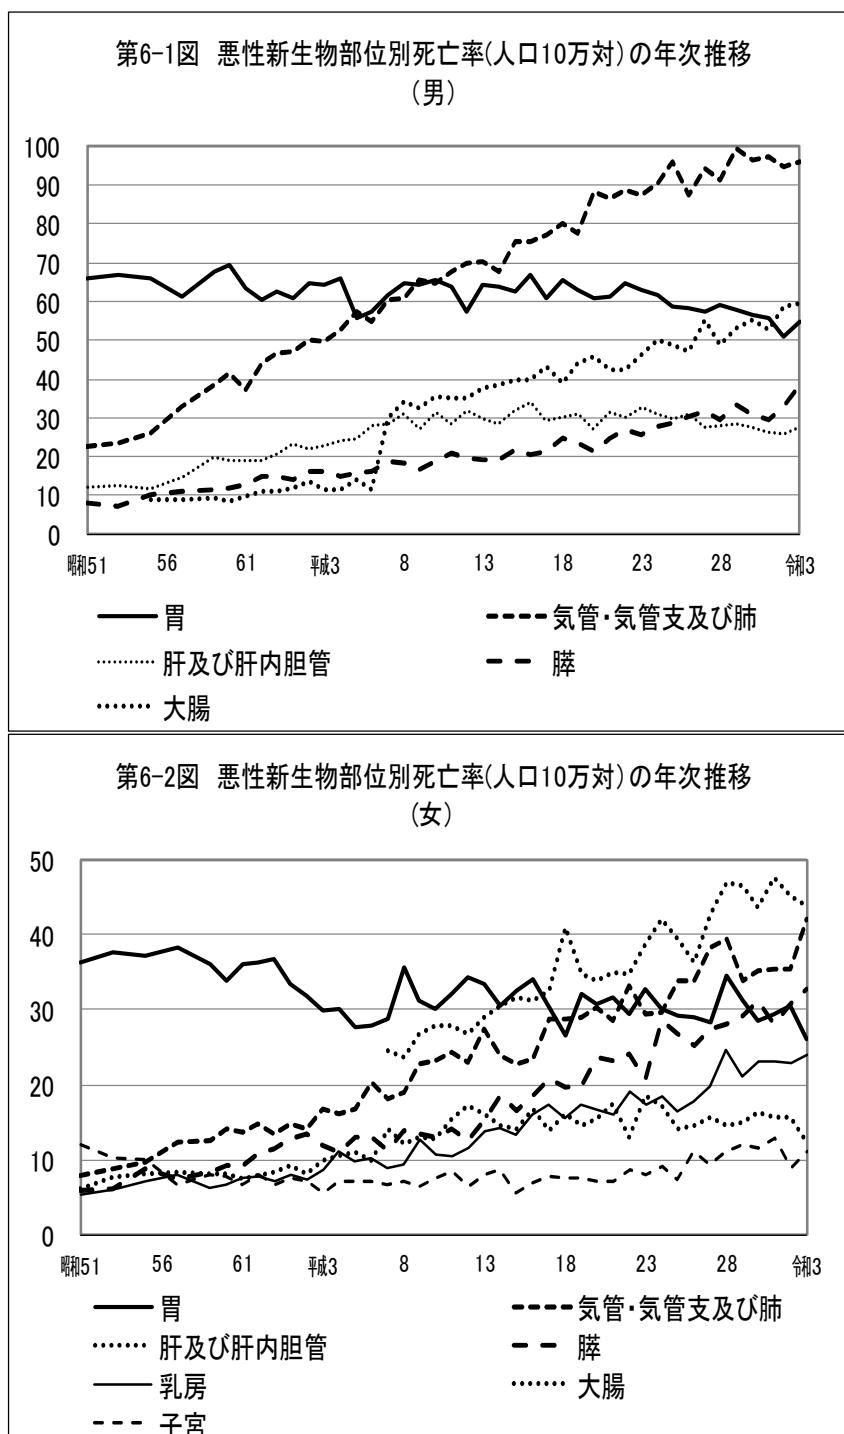 第6-1図 悪性新生物部位別死亡率(人口10万対)の年次推移
(男)
100
90
80
70
60
50
40
30
20
10
0
昭和51 56 61 平成3 8 13 18 23 28 令和3
胃 気管・気管支及び肺
肝及び肝内胆管 膵
大腸
第6-2図 悪性新生物部位別死亡率(人口10万対)の年次推移
(女)
50
40
30
20
10
0
昭和51 56 61 平成3 8 13 18 23 28 令和3
胃 気管・気管支及び肺
肝及び肝内胆管 膵
乳房 大腸
子宮